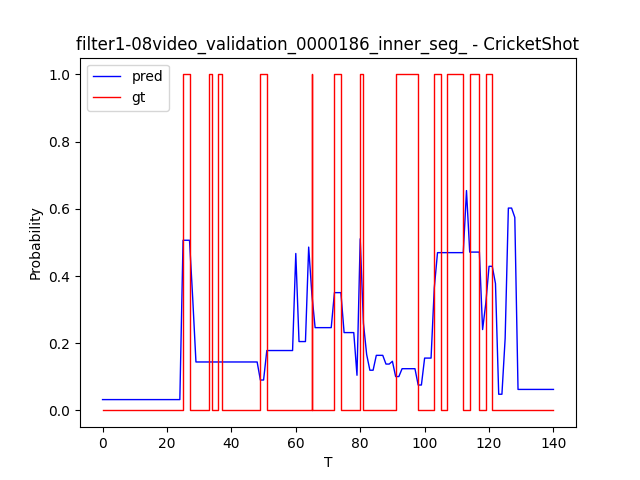 filter1-08video_validation_0000186_inner_seg_ - CricketShot
pred
gt
1.0
0.8
0.6
0.4
0.2
0.0
Probability
0 20 40 60 80 100 120 140
T